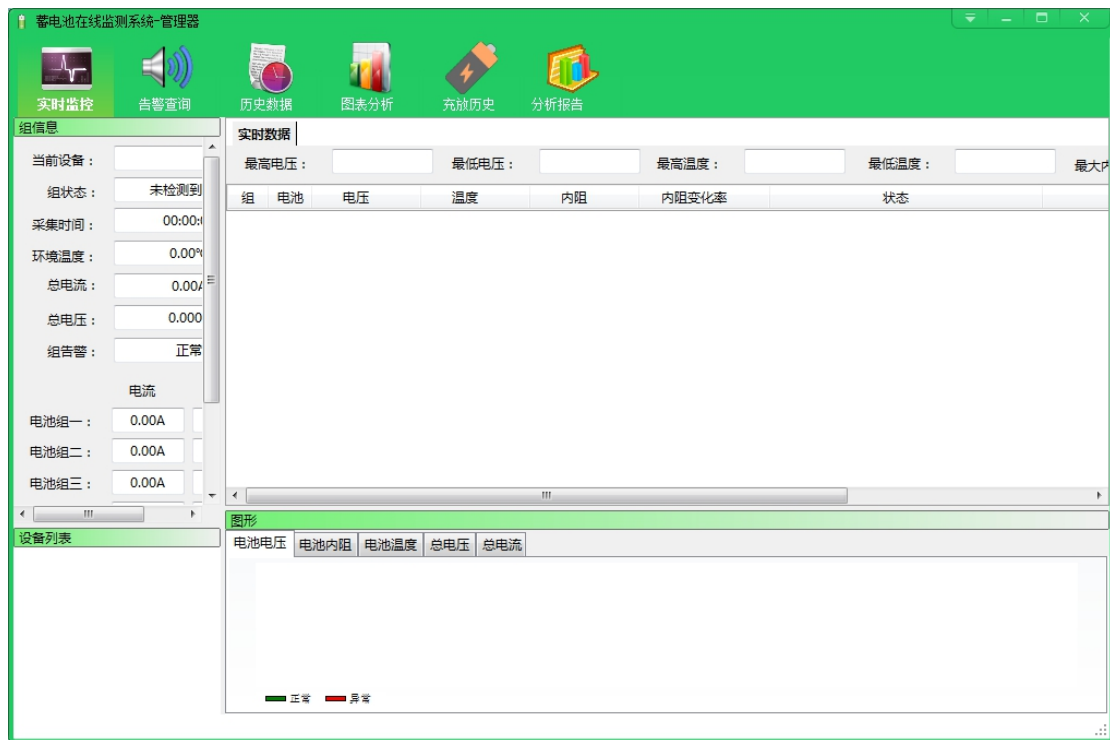 蓄电池在线监测系统-管理器
实时监控 告警查询 历史数据 图表分析 充放历史 分析报告
组信息
当前设备：
组状态： 未检测到
采集时间： 00:00:
环境温度： 0.00°
总电流： 0.00
总电压： 0.000
组告警： 正常
电流
电池组一： 0.00A
电池组二： 0.00A
电池组三： 0.00A
设备列表
实时数据
最高电压： 最低电压： 最高温度： 最低温度： 最大
组 电池 电压 温度 内阻 内阻变化率 状态
图形
电池电压 电池内阻 电池温度 总电压 总电流
正常 异常